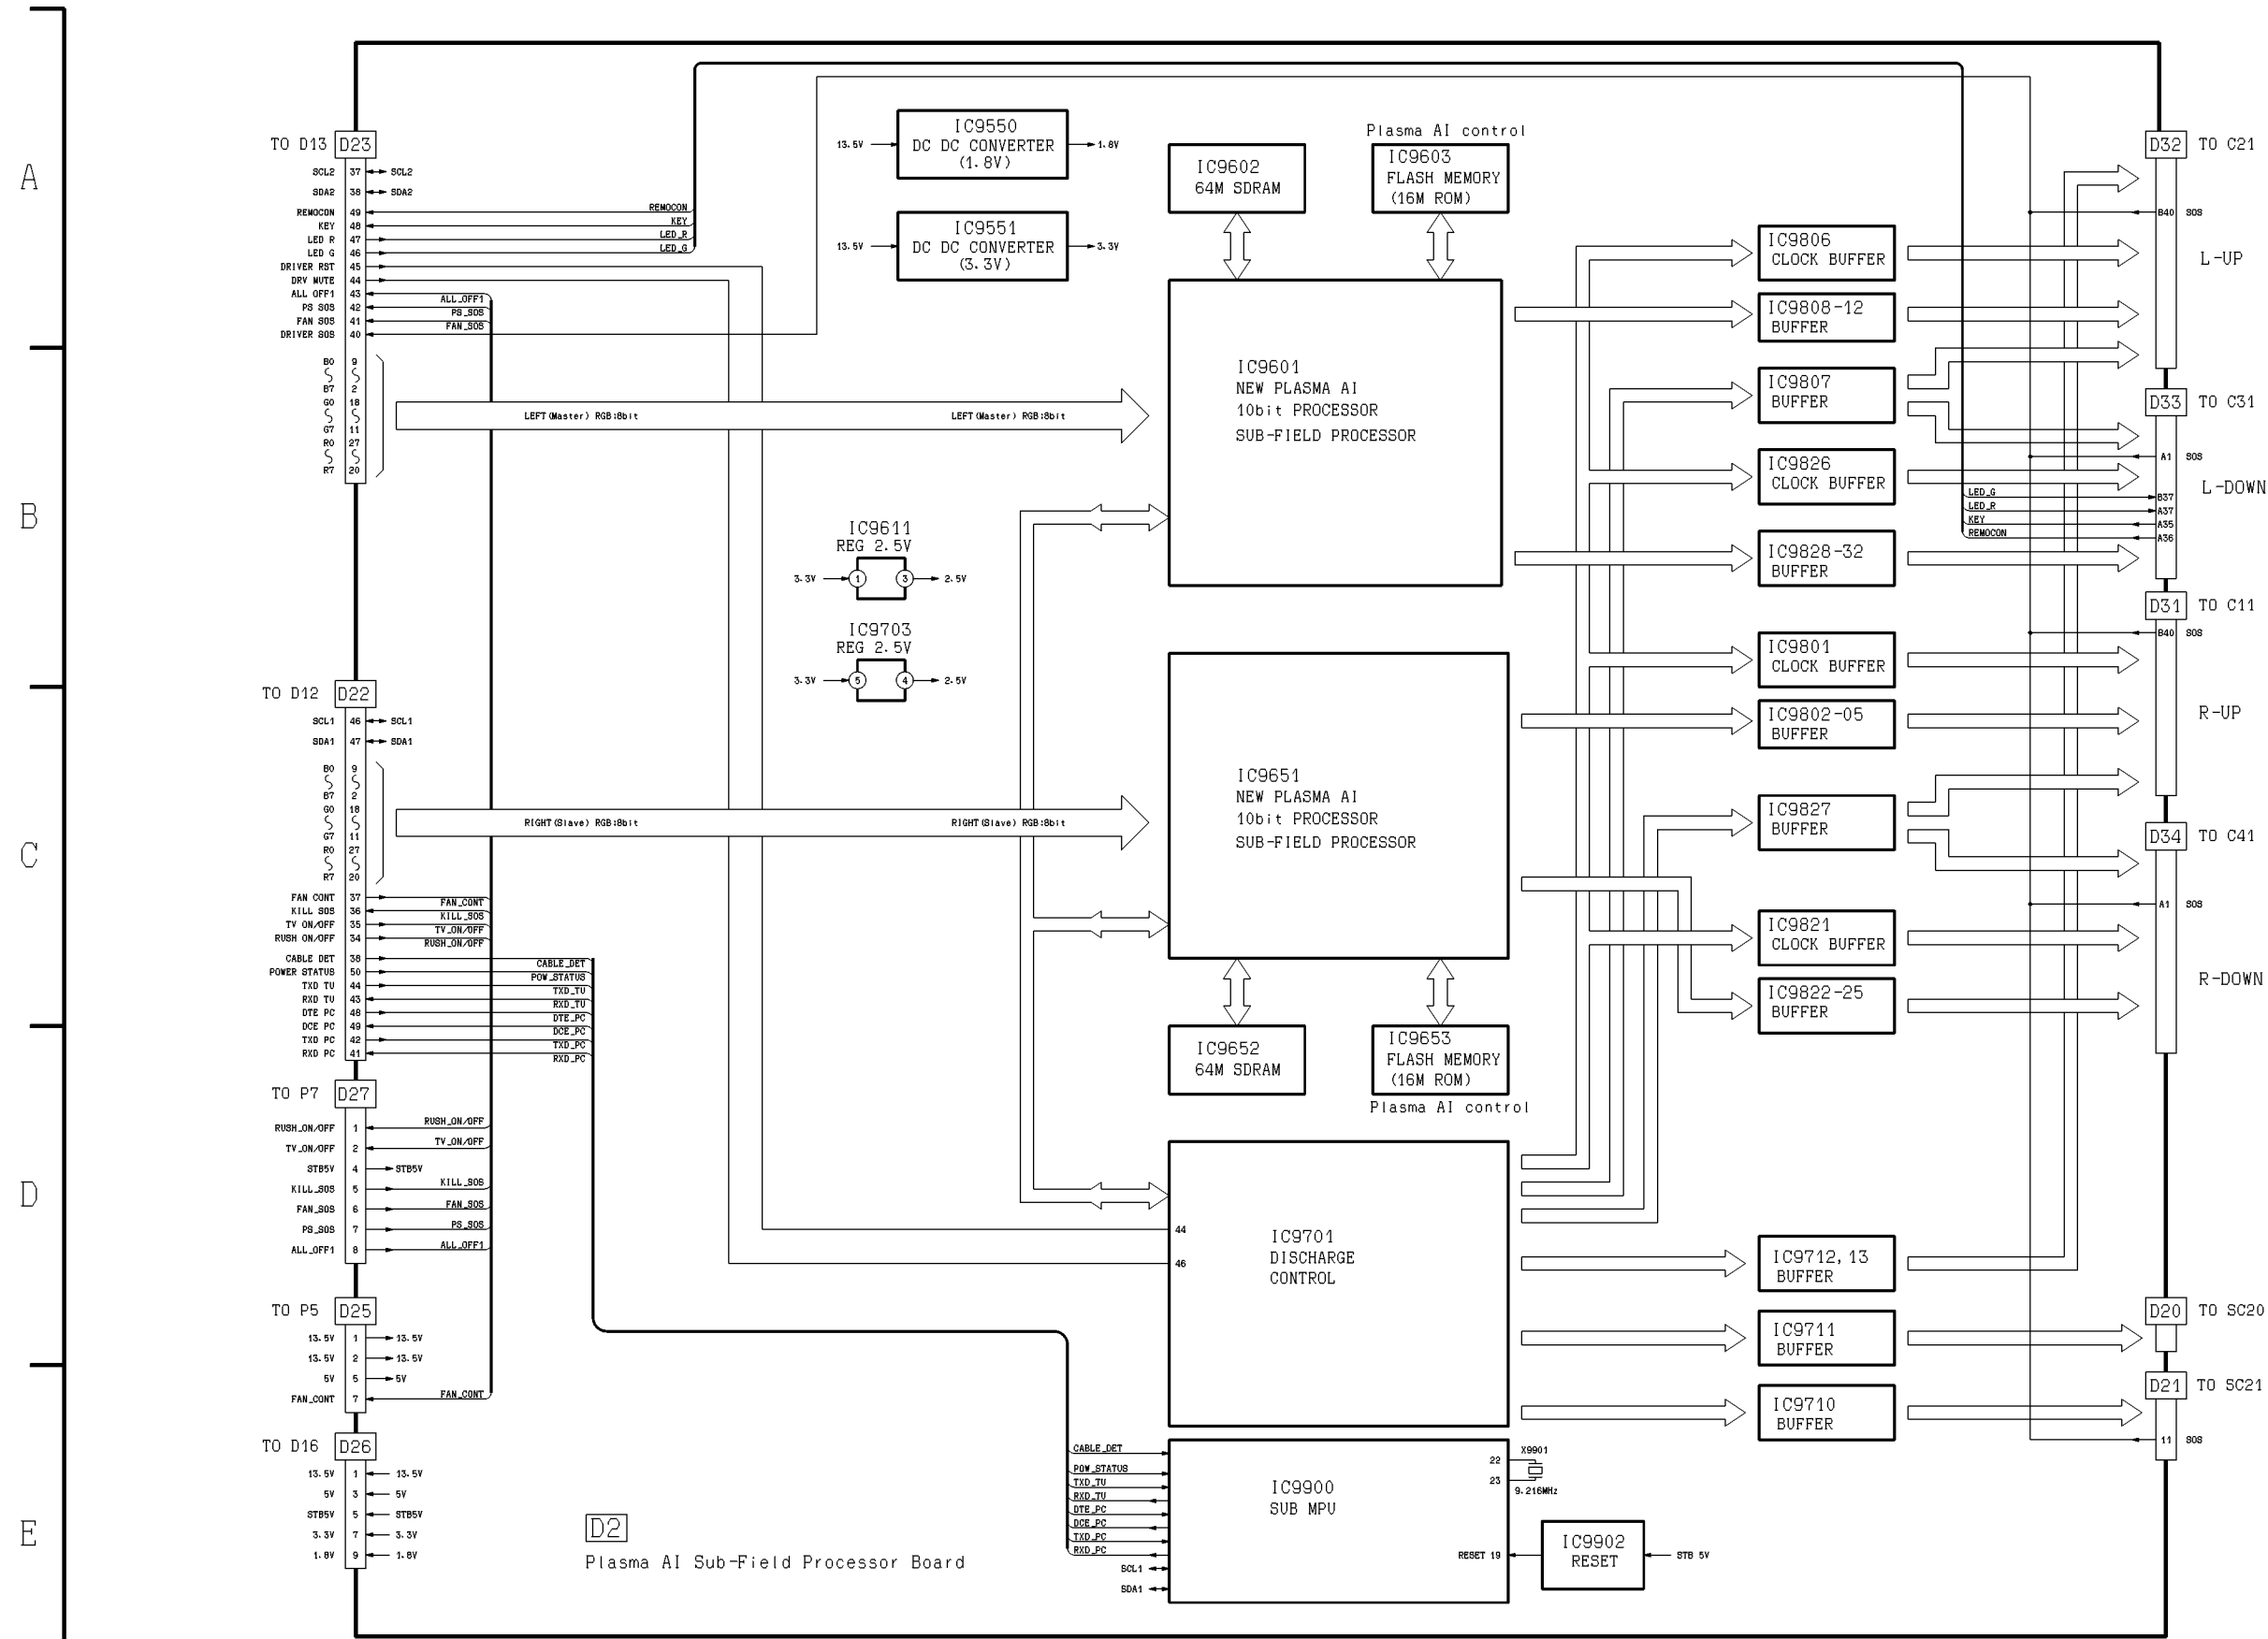 A
B
C
D
E
TO D13 D23
SCL2 37 SCL2
SDA2 38 SDA2
REMOCON 49 REMOCON
KEY 48 KEY
LED R 47 LED_R
LED G 46 LED_G
DRIVER RST 45
DRV MUTE 44
ALL OFF1 43 ALL_OFF1
PS SOS 42 PS_SOS
FAN SOS 41 FAN_SOS
DRIVER SOS 40
B0 9
B7 2
G0 18
G7 11
R0 27
R7 20
LEFT(Master) RGB:8bit LEFT(Master) RGB:8bit
TO D12 D22
SCL1 46 SCL1
SDA1 47 SDA1
B0 9
B7 2
G0 18
G7 11
R0 27
R7 20
RIGHT(Slave) RGB:8bit RIGHT(Slave) RGB:8bit
FAN CONT 37 FAN_CONT
KILL SOS 36 KILL_SOS
TV ON/OFF 35 TV_ON/OFF
RUSH ON/OFF 34 RUSH_ON/OFF
CABLE DET 38 CABLE_DET
POWER STATUS 50 POW_STATUS
TXD TU 44 TXD_TU
RXD TU 43 RXD_TU
DTE PC 48 DTE_PC
DCE PC 49 DCE_PC
TXD PC 42 TXD_PC
RXD PC 41 RXD_PC
TO P7 D27
RUSH_ON/OFF 1 RUSH_ON/OFF
TV_ON/OFF 2 TV_ON/OFF
STB5V 4 STB5V
KILL_SOS 5 KILL_SOS
FAN_SOS 6 FAN_SOS
PS_SOS 7 PS_SOS
ALL_OFF1 8 ALL_OFF1
TO P5 D25
13.5V 1 13.5V
13.5V 2 13.5V
5V 5 5V
FAN_CONT 7 FAN_CONT
TO D16 D26
13.5V 1 13.5V
5V 3 5V
STB5V 5 STB5V
3.3V 7 3.3V
1.8V 9 1.8V
D2
Plasma AI Sub-Field Processor Board
IC9550
13.5V DC DC CONVERTER 1.8V
(1.8V)
IC9551
13.5V DC DC CONVERTER 3.3V
(3.3V)
IC9611
REG 2.5V
3.3V 1 3 2.5V
IC9703
REG 2.5V
3.3V 5 4 2.5V
IC9602
64M SDRAM
Plasma AI control
IC9603
FLASH MEMORY
(16M ROM)
IC9601
NEW PLASMA AI
10bit PROCESSOR
SUB-FIELD PROCESSOR
IC9651
NEW PLASMA AI
10bit PROCESSOR
SUB-FIELD PROCESSOR
IC9652
64M SDRAM
IC9653
FLASH MEMORY
(16M ROM)
Plasma AI control
44
46
IC9701
DISCHARGE
CONTROL
CABLE_DET
POW_STATUS
TXD_TU
RXD_TU
DTE_PC
DCE_PC
TXD_PC
RXD_PC
SCL1
SDA1
IC9900
SUB MPU
22 X9901
23
9.216MHz
RESET 19
IC9902
RESET
STB 5V
IC9806
CLOCK BUFFER
IC9808-12
BUFFER
IC9807
BUFFER
IC9826
CLOCK BUFFER
IC9828-32
BUFFER
IC9801
CLOCK BUFFER
IC9802-05
BUFFER
IC9827
BUFFER
IC9821
CLOCK BUFFER
IC9822-25
BUFFER
IC9712,13
BUFFER
IC9711
BUFFER
IC9710
BUFFER
D32 TO C21
B40 SOS
L-UP
D33 TO C31
A1 SOS
L-DOWN
LED_G B37
LED_R A37
KEY A35
REMOCON A36
D31 TO C11
B40 SOS
R-UP
D34 TO C41
A1 SOS
R-DOWN
D20 TO SC20
D21 TO SC21
11 SOS